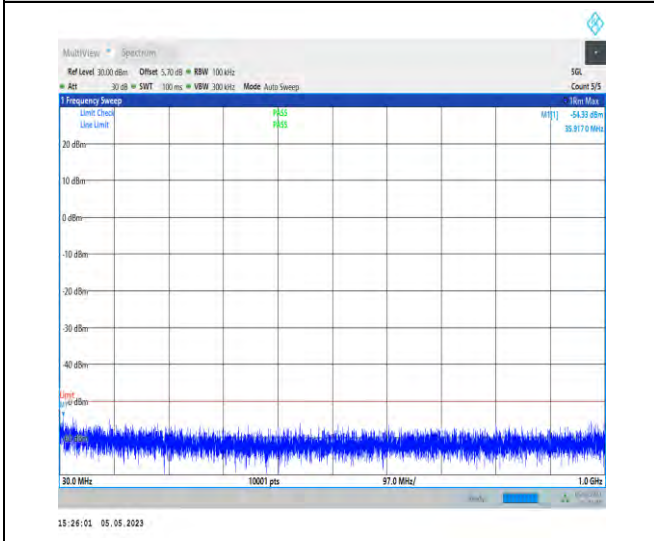 MultiView Spectrum
Ref Level 30.00 dBm Offset 5.70 dB RBW 100 kHz SGL
Att 30 dB SWT 100 ms VBW 300 kHz Mode Auto Sweep Count 5/5
1 Frequency Sweep 1Rm Max
Limit Check PASS M1[1] -54.33 dBm
Line Limit PASS 35.917 0 MHz
20 dBm
10 dBm
0 dBm
-10 dBm
-20 dBm
-30 dBm
-40 dBm
Limit
30.0 MHz 10001 pts 97.0 MHz/ 1.0 GHz
Ready
15:26:01 05.05.2023